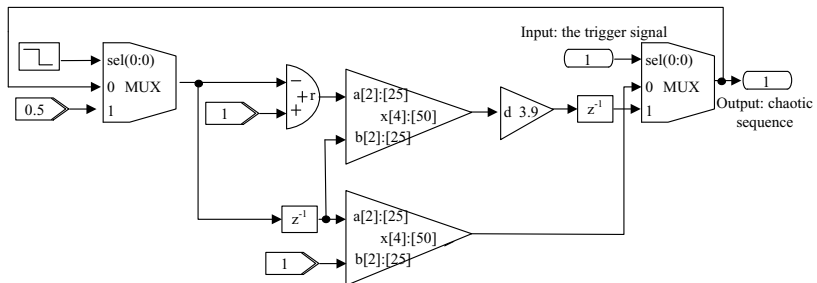 Input: the trigger signal
sel(0:0)
0 MUX
1
0.5
−
+
+r
1
a[2]:[25]
x[4]:[50]
b[2]:[25]
d 3.9
z-1
1
sel(0:0)
0 MUX
1
1
Output: chaotic
sequence
z-1
a[2]:[25]
x[4]:[50]
b[2]:[25]
1